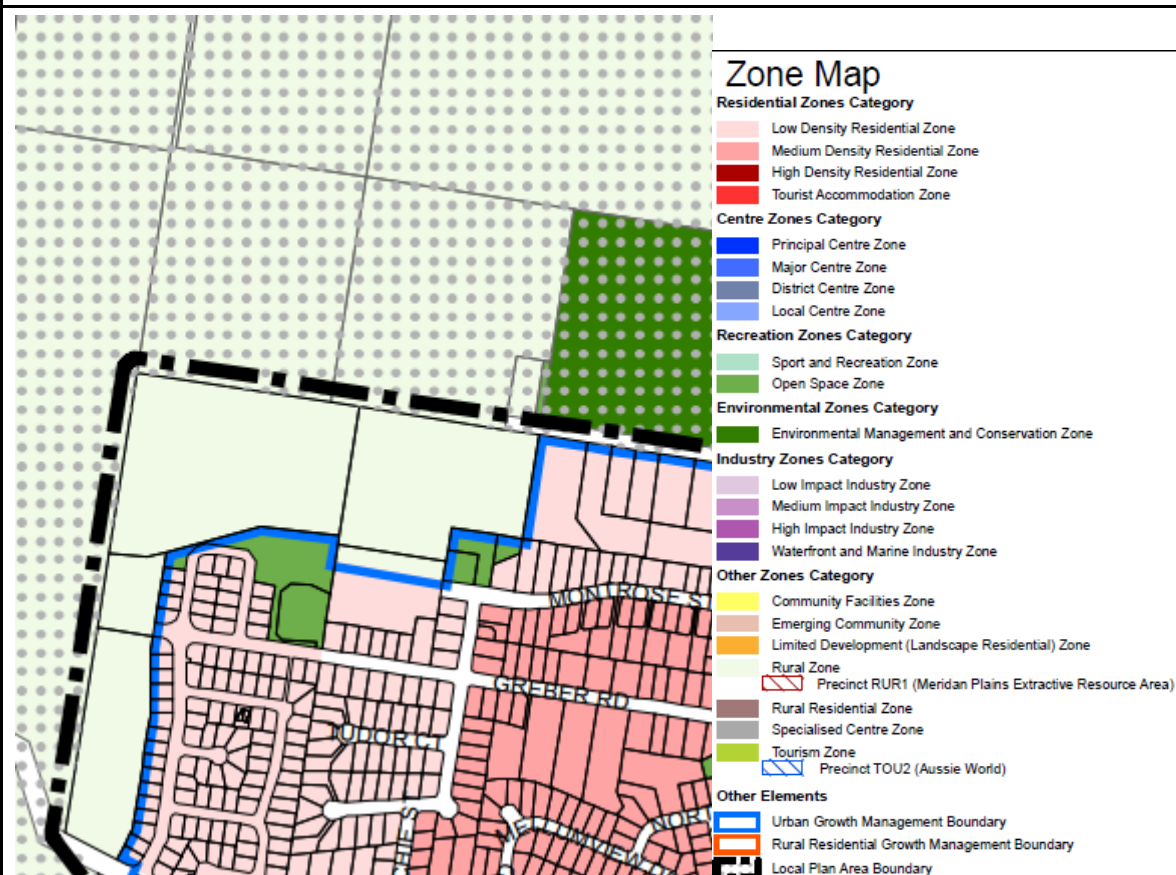 Zone Map
Residential Zones Category
Low Density Residential Zone
Medium Density Residential Zone
High Density Residential Zone
Tourist Accommodation Zone
Centre Zones Category
Principal Centre Zone
Major Centre Zone
District Centre Zone
Local Centre Zone
Recreation Zones Category
Sport and Recreation Zone
Open Space Zone
Environmental Zones Category
Environmental Management and Conservation Zone
Industry Zones Category
Low Impact Industry Zone
Medium Impact Industry Zone
High Impact Industry Zone
Waterfront and Marine Industry Zone
Other Zones Category
Community Facilities Zone
Emerging Community Zone
Limited Development (Landscape Residential) Zone
Rural Zone
Precinct RUR1 (Meridan Plains Extractive Resource Area)
Rural Residential Zone
Specialised Centre Zone
Tourism Zone
Precinct TOU2 (Aussie World)
Other Elements
Urban Growth Management Boundary
Rural Residential Growth Management Boundary
Local Plan Area Boundary
MONTROSE ST
GREBER RD
TUDOR CT
MELLUMVIEW D
NORT